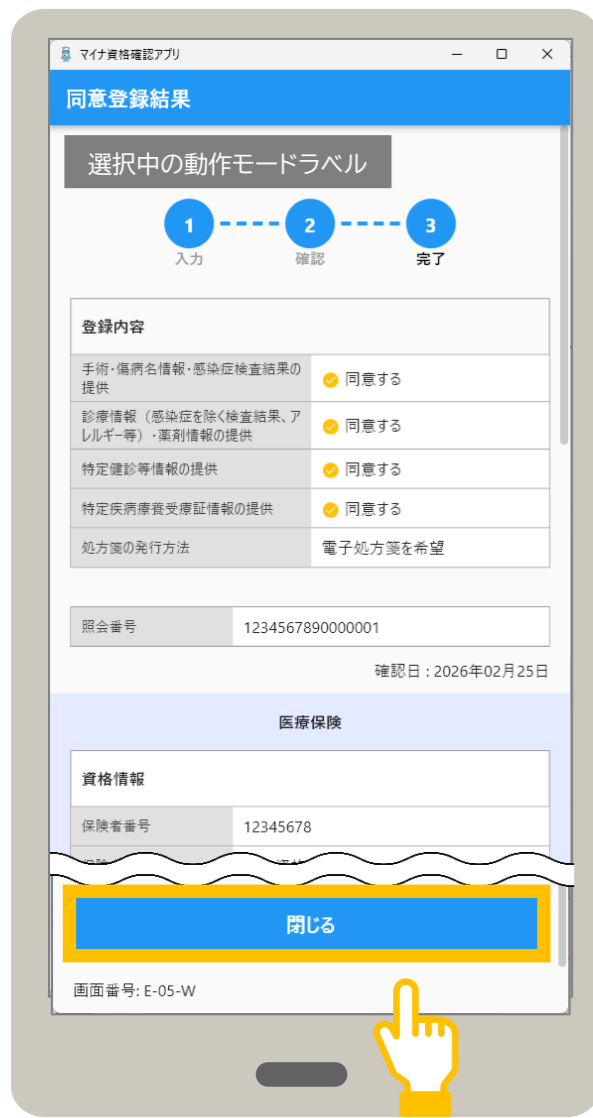 マイナ資格確認アプリ
同意登録結果
選択中の動作モードラベル
1 2 3
入力 確認 完了
登録内容
手術・傷病名情報・感染症検査結果の
提供
同意する
診療情報（感染症を除く検査結果、ア
レルギー等）・薬剤情報の提供
同意する
特定健診等情報の提供 同意する
特定疾病療養受療証情報の提供 同意する
処方箋の発行方法 電子処方箋を希望
照会番号 1234567890000001
確認日：2026年02月25日
医療保険
資格情報
保険者番号 12345678
閉じる
画面番号: E-05-W